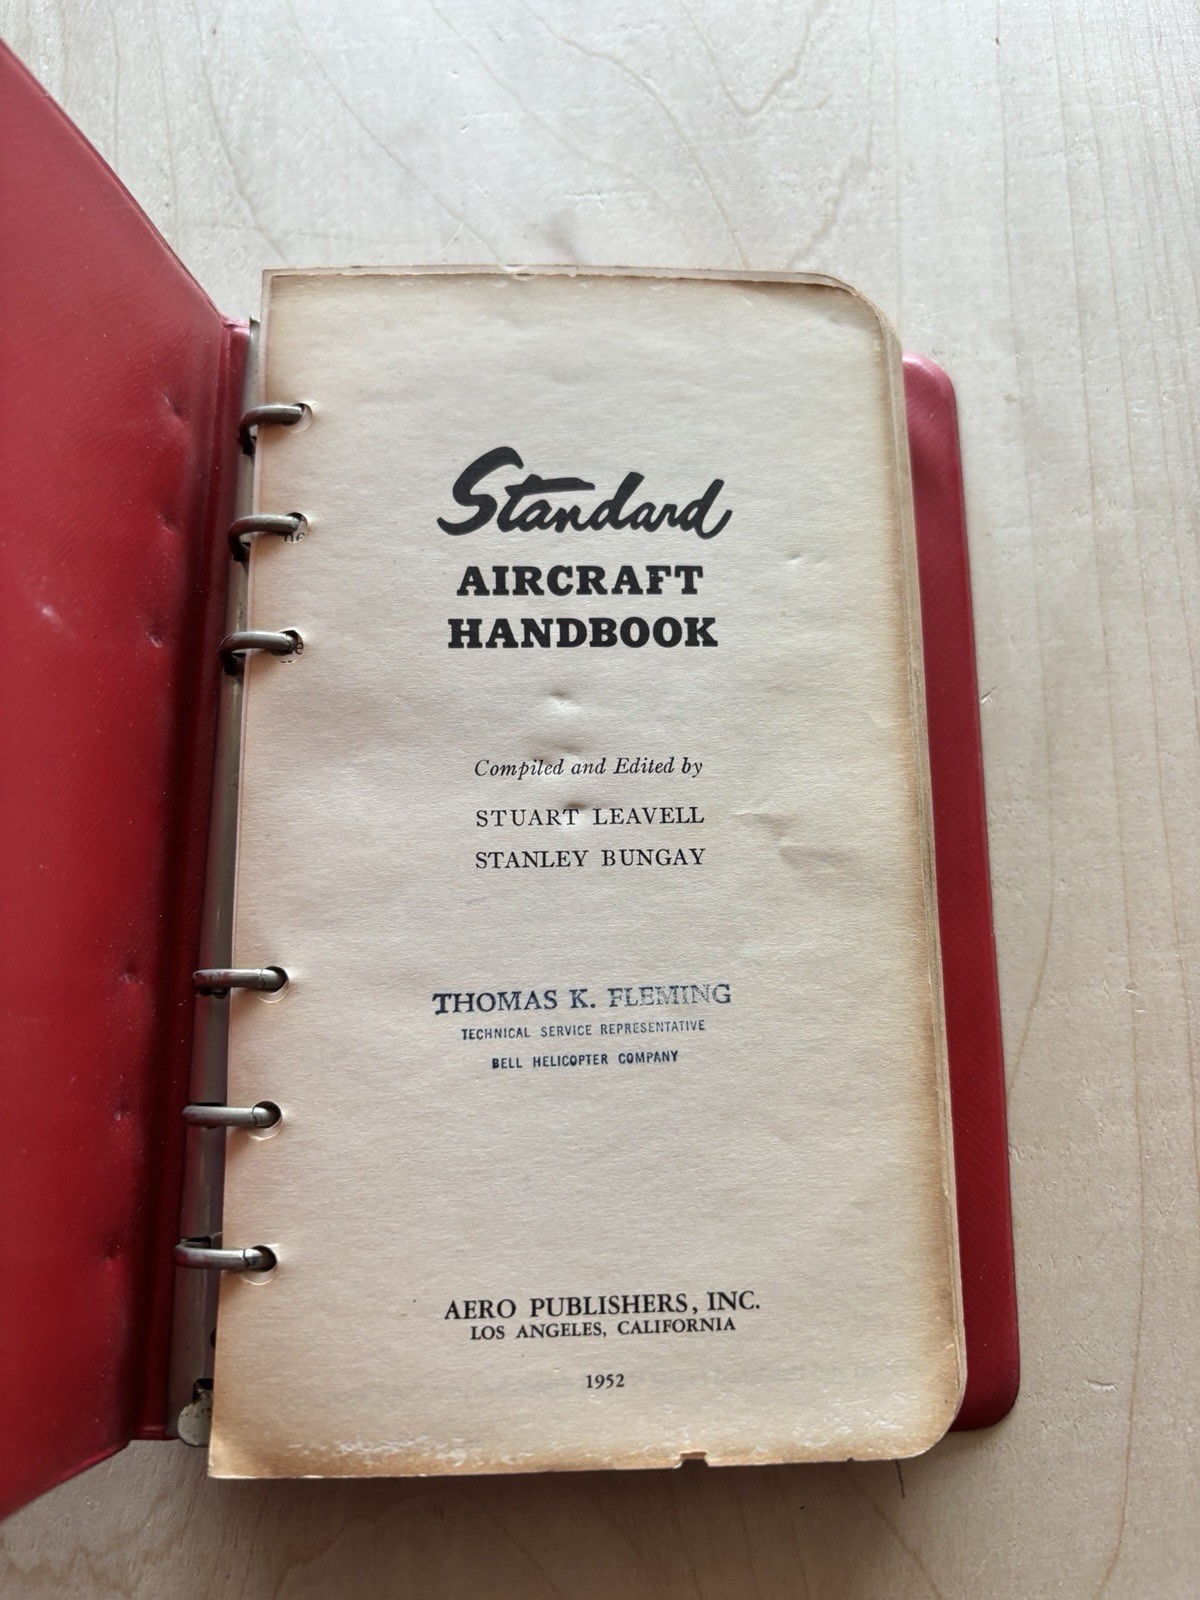 Standard
AIRCRAFT
HANDBOOK
Compiled and Edited by
STUART LEAVELL
STANLEY BUNGAY
THOMAS K. FLEMING
TECHNICAL SERVICE REPRESENTATIVE
BELL HELICOPTER COMPANY
AERO PUBLISHERS, INC.
LOS ANGELES, CALIFORNIA
1952